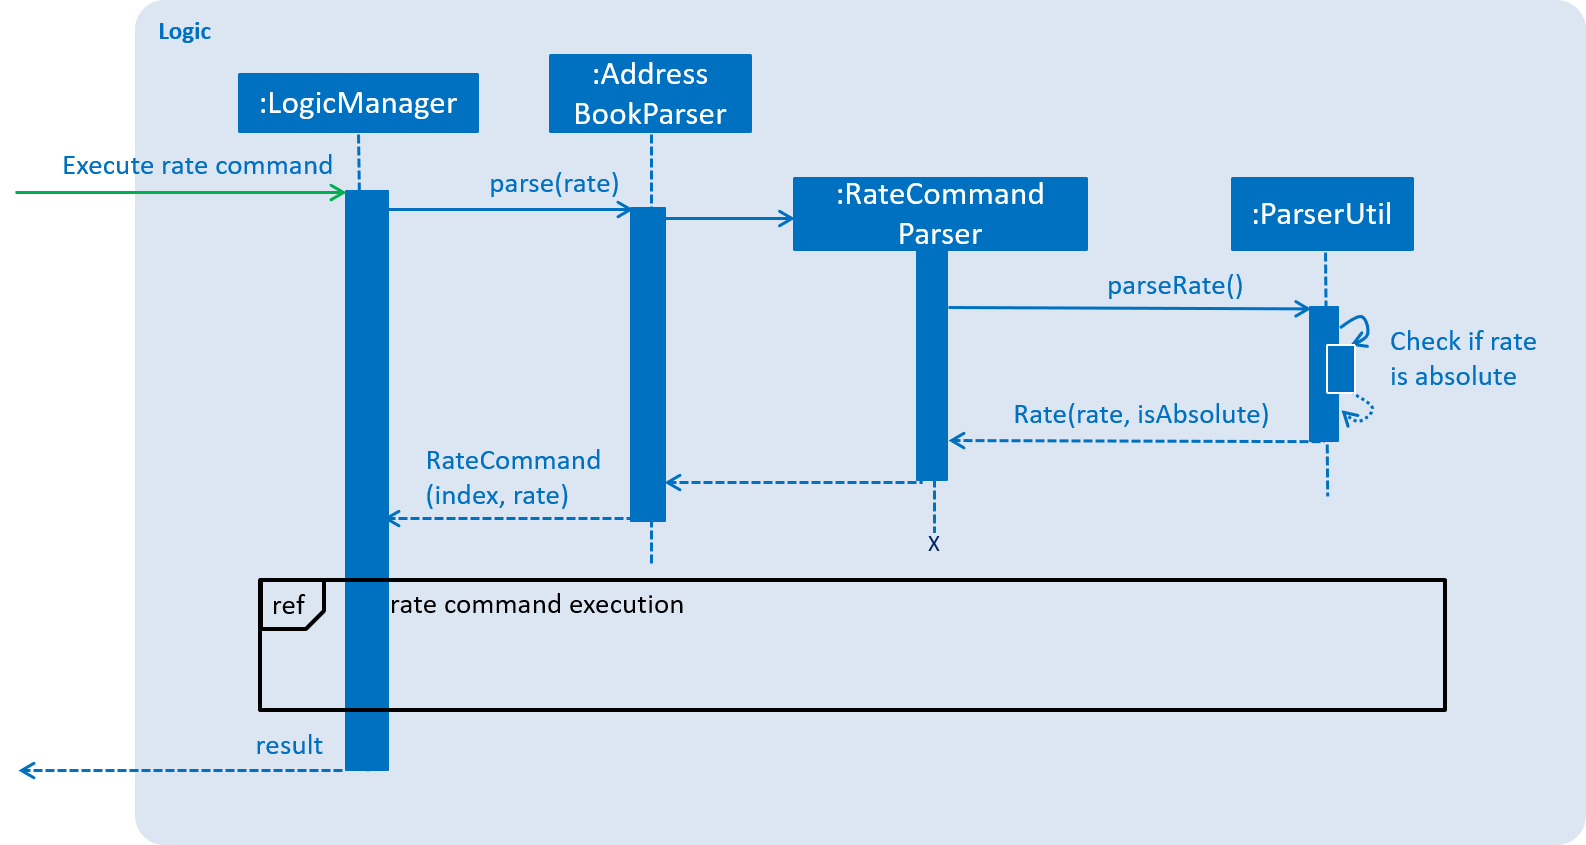 Logic
:LogicManager
:Address
BookParser
Execute rate command
parse(rate)
:RateCommand
Parser
:ParserUtil
parseRate()
Check if rate
is absolute
Rate(rate, isAbsolute)
RateCommand
(index, rate)
X
ref
rate command execution
result